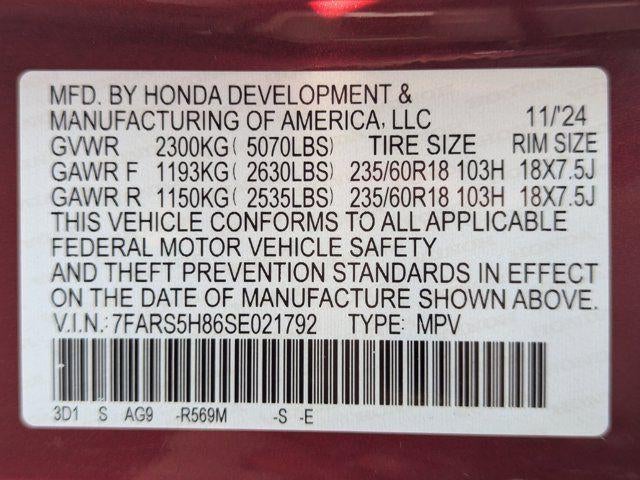 MFD. BY HONDA DEVELOPMENT &
MANUFACTURING OF AMERICA, LLC 11/'24
GVWR 2300KG( 5070LBS) TIRE SIZE RIM SIZE
GAWR F 1193KG( 2630LBS) 235/60R18 103H 18X7.5J
GAWR R 1150KG( 2535LBS) 235/60R18 103H 18X7.5J
THIS VEHICLE CONFORMS TO ALL APPLICABLE
FEDERAL MOTOR VEHICLE SAFETY
AND THEFT PREVENTION STANDARDS IN EFFECT
ON THE DATE OF MANUFACTURE SHOWN ABOVE.
V.I.N.:7FARS5H86SE021792 TYPE: MPV
3D1 S AG9 -R569M -S -E